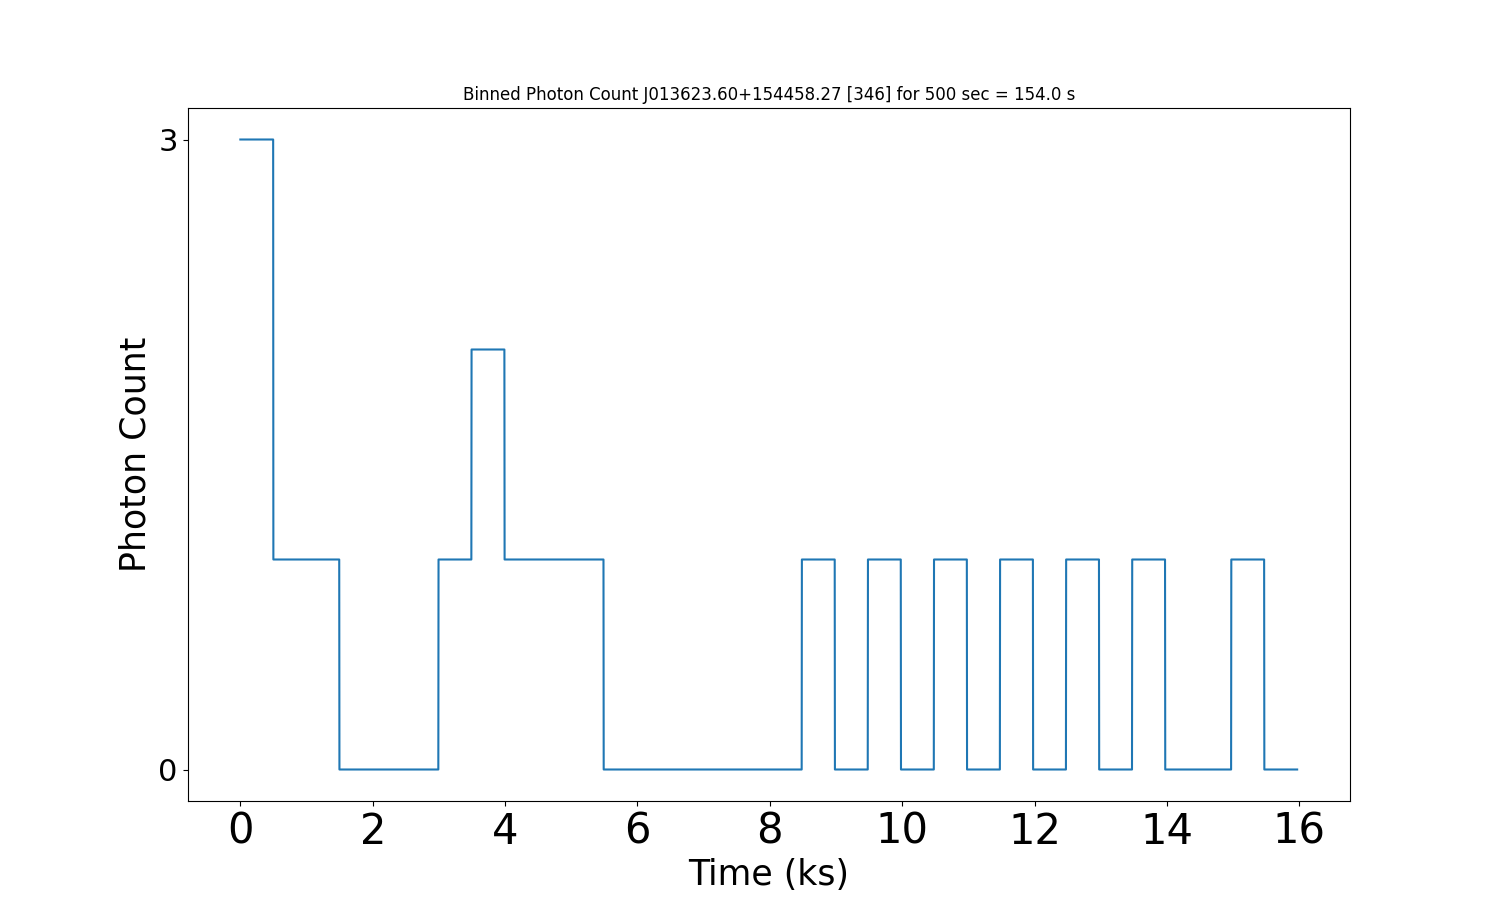 Binned Photon Count J013623.60+154458.27 [346] for 500 sec = 154.0 s
3
Photon Count
0
0 2 4 6 8 10 12 14 16
Time (ks)